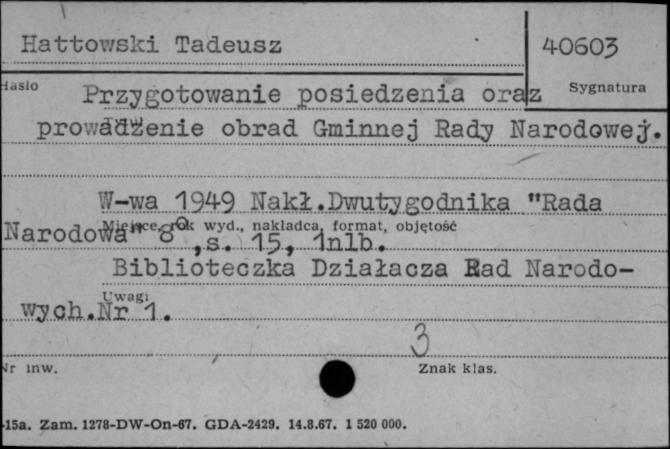 Hattowski Tadeusz
40603
Hasło
Sygnatura
Przygotowanie posiedzenia oraz
prowadzenie obrad Gminnej Rady Narodowej.
W-wa 1949 Nakł.Dwutygodnika "Rada
Miejsce, rok wyd., nakładca, format, objętość
Narodowa" 8°, s. 15, 1nlb.
Biblioteczka Działacza Rad Narodo-
Uwagi
wych.Nr 1.
3
Nr inw.
Znak klas.
-15a. Zam. 1278-DW-On-67. GDA-2429. 14.8.67. 1 520 000.